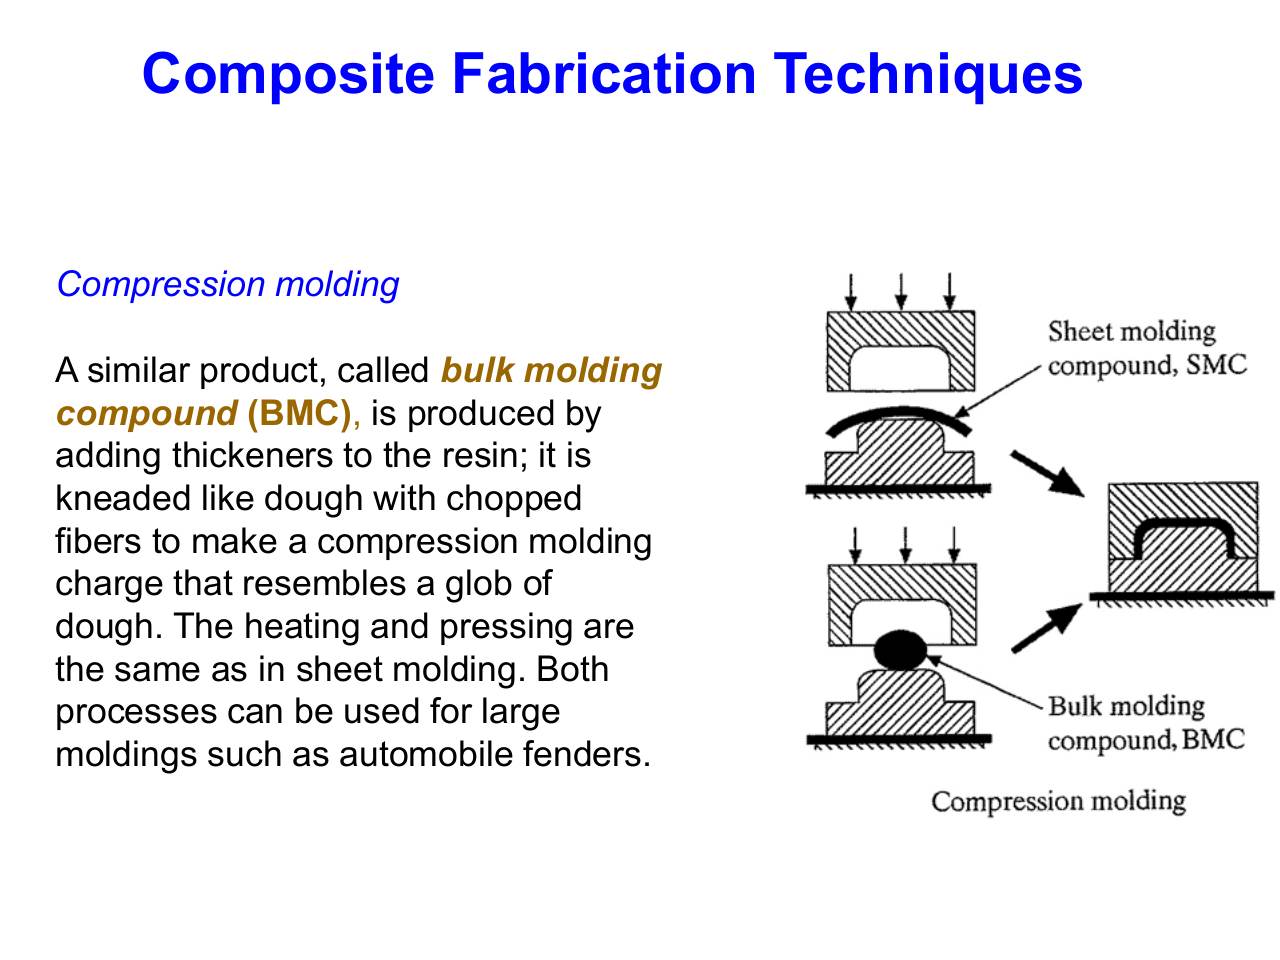 Composite Fabrication Techniques
Compression molding
A similar product, called bulk molding
compound (BMC), is produced by
adding thickeners to the resin; it is
kneaded like dough with chopped
fibers to make a compression molding
charge that resembles a glob of
dough. The heating and pressing are
the same as in sheet molding. Both
processes can be used for large
moldings such as automobile fenders.
Sheet molding
compound, SMC
Bulk molding
compound, BMC
Compression molding